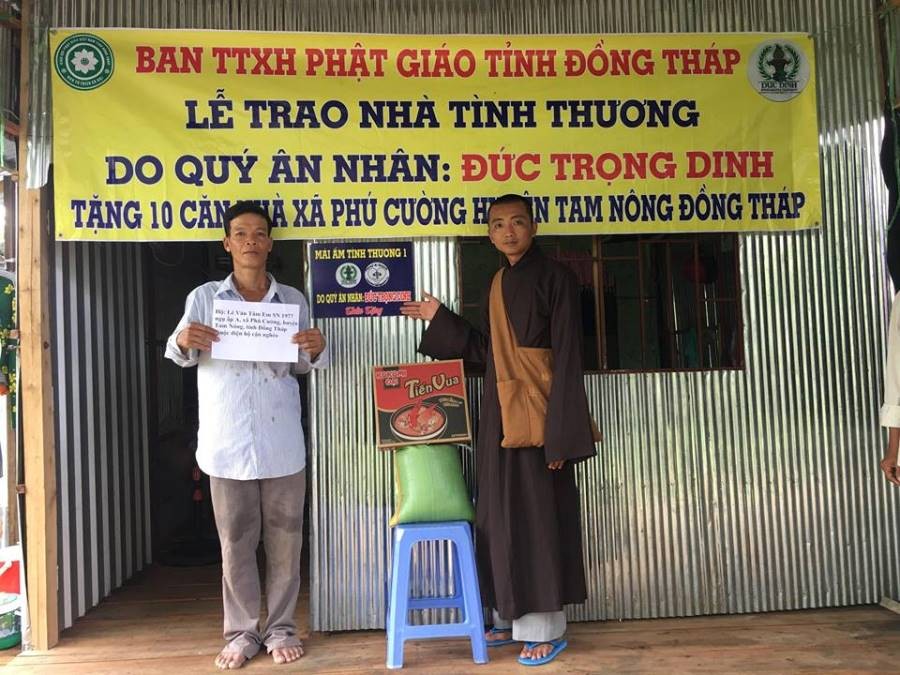 BAN TTXH PHẬT GIÁO TỈNH ĐỒNG THÁP
ĐỨC DINH
LỄ TRAO NHÀ TÌNH THƯƠNG
DO QUÝ ÂN NHÂN: ĐỨC TRỌNG DINH
TẶNG 10 CĂN XÃ PHÚ CƯỜNG TAM NÔNG ĐỒNG THÁP
MÁI ẤM TÌNH THƯƠNG 1
DO QUÝ ÂN NHÂN: ĐỨC TRỌNG DINH
Hộ: Lê Văn Tâm Em SN 1977
ngụ ấp A, xã Phú Cường, huyện
Tam Nông, tỉnh Đồng Tháp
thuộc diện hộ cận nghèo
KOKOMI
ĐẠI
Tiến Vua